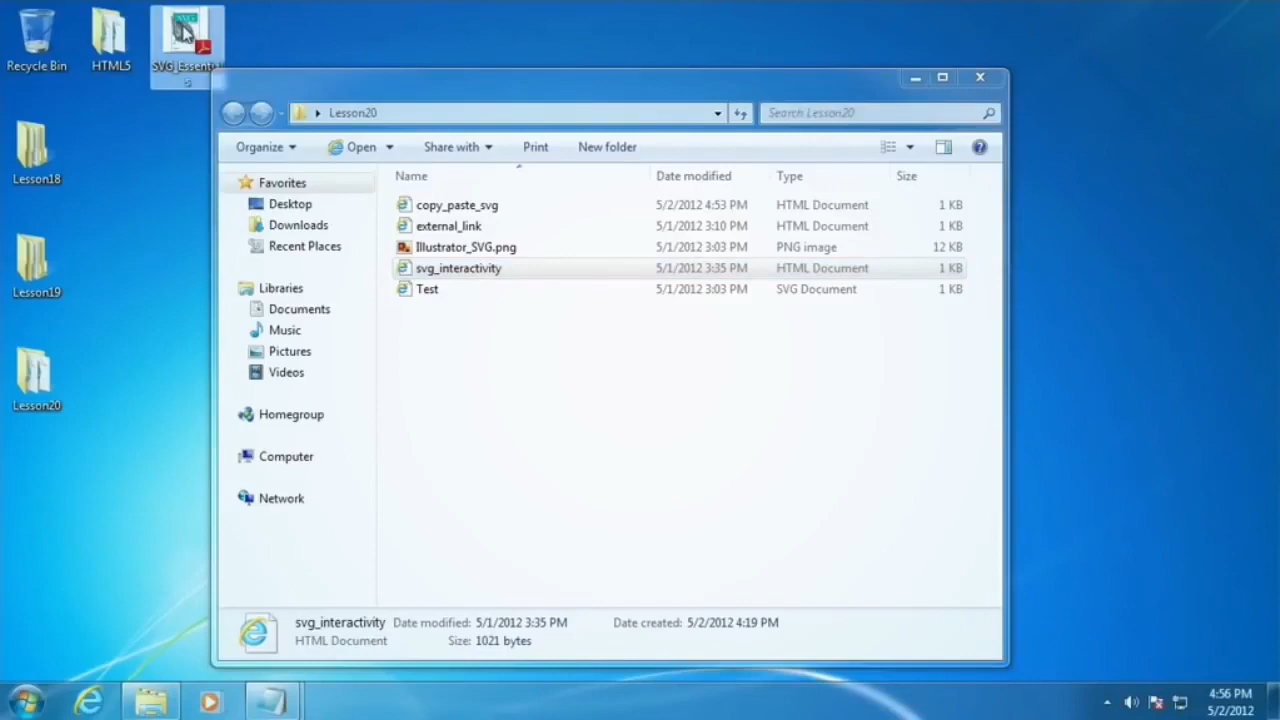 Recycle Bin
HTML5
SVG_Essential
s
Lesson18
Lesson19
Lesson20
Lesson20
Search Lesson20
Organize
Open
Share with
Print
New folder
Favorites
Desktop
Downloads
Recent Places
Libraries
Documents
Music
Pictures
Videos
Homegroup
Computer
Network
Name Date modified Type Size
copy_paste_svg 5/2/2012 4:53 PM HTML Document 1 KB
external_link 5/1/2012 3:10 PM HTML Document 1 KB
Illustrator_SVG.png 5/1/2012 3:03 PM PNG image 12 KB
svg_interactivity 5/1/2012 3:35 PM HTML Document 1 KB
Test 5/1/2012 3:03 PM SVG Document 1 KB
svg_interactivity Date modified: 5/1/2012 3:35 PM Date created: 5/2/2012 4:19 PM
HTML Document Size: 1021 bytes
4:56 PM
5/2/2012